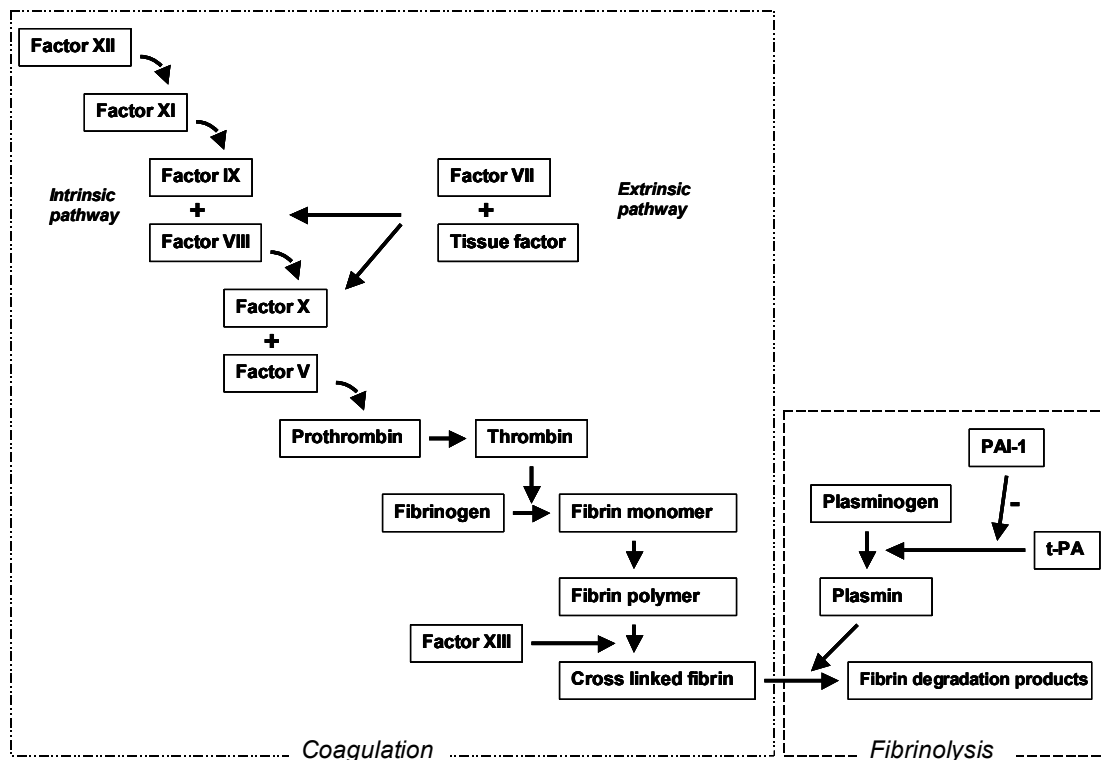 Factor XII
Factor XI
Factor IX
Factor VII
Intrinsic
pathway
+
+
Extrinsic
pathway
Factor VIII
Tissue factor
Factor X
+
Factor V
Prothrombin
Thrombin
PAI-1
Fibrinogen
Fibrin monomer
Plasminogen
-
t-PA
Fibrin polymer
Plasmin
Factor XIII
Cross linked fibrin
Fibrin degradation products
Coagulation
Fibrinolysis